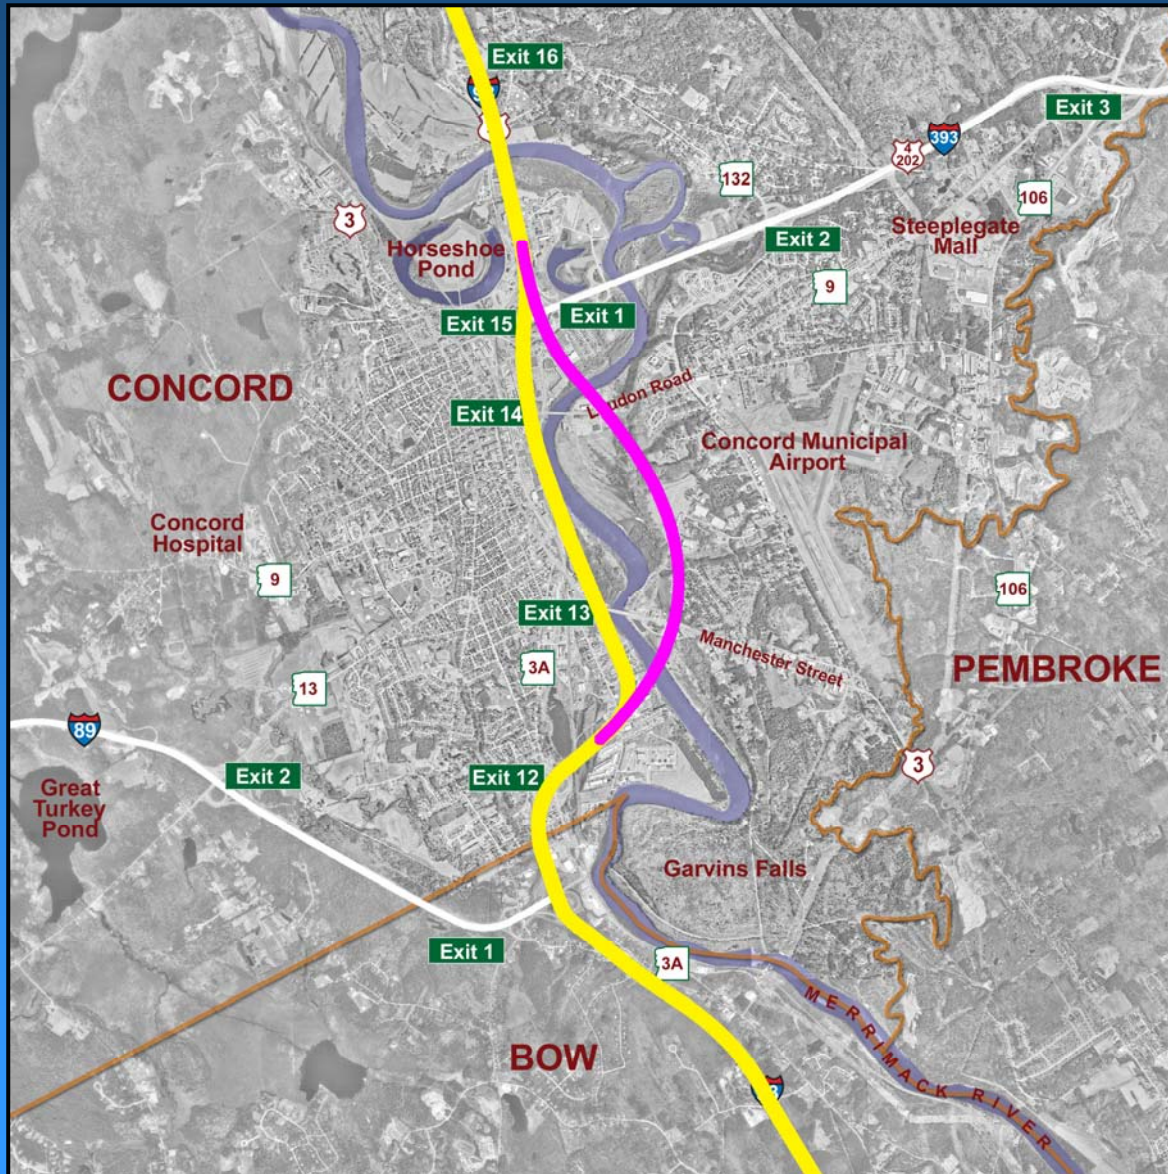 Exit 16
Exit 3
393
4
202
132
106
3
Steeplegate
Mall
Exit 2
Horseshoe
Pond
9
Exit 15
Exit 1
CONCORD
Loudon Road
Exit 14
Concord Municipal
Airport
Concord
Hospital
9
106
Exit 13
Manchester Street
3A
PEMBROKE
13
89
3
Exit 2
Exit 12
Great
Turkey
Pond
Garvins Falls
Exit 1
3A
MERRIMACK RIVER
BOW